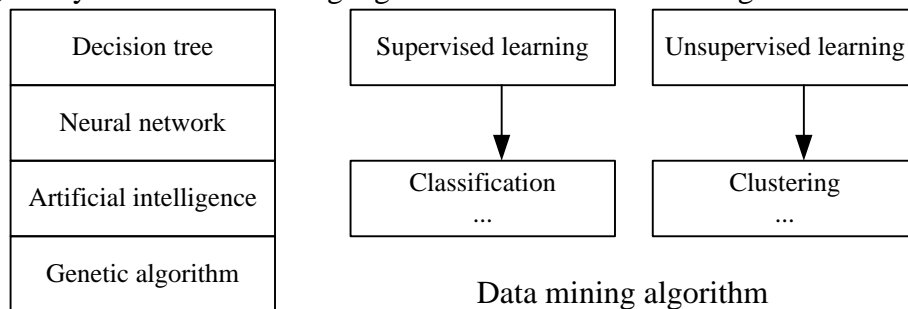 Decision tree
Neural network
Artificial intelligence
Genetic algorithm
Supervised learning
Unsupervised learning
Classification
...
Clustering
...
Data mining algorithm